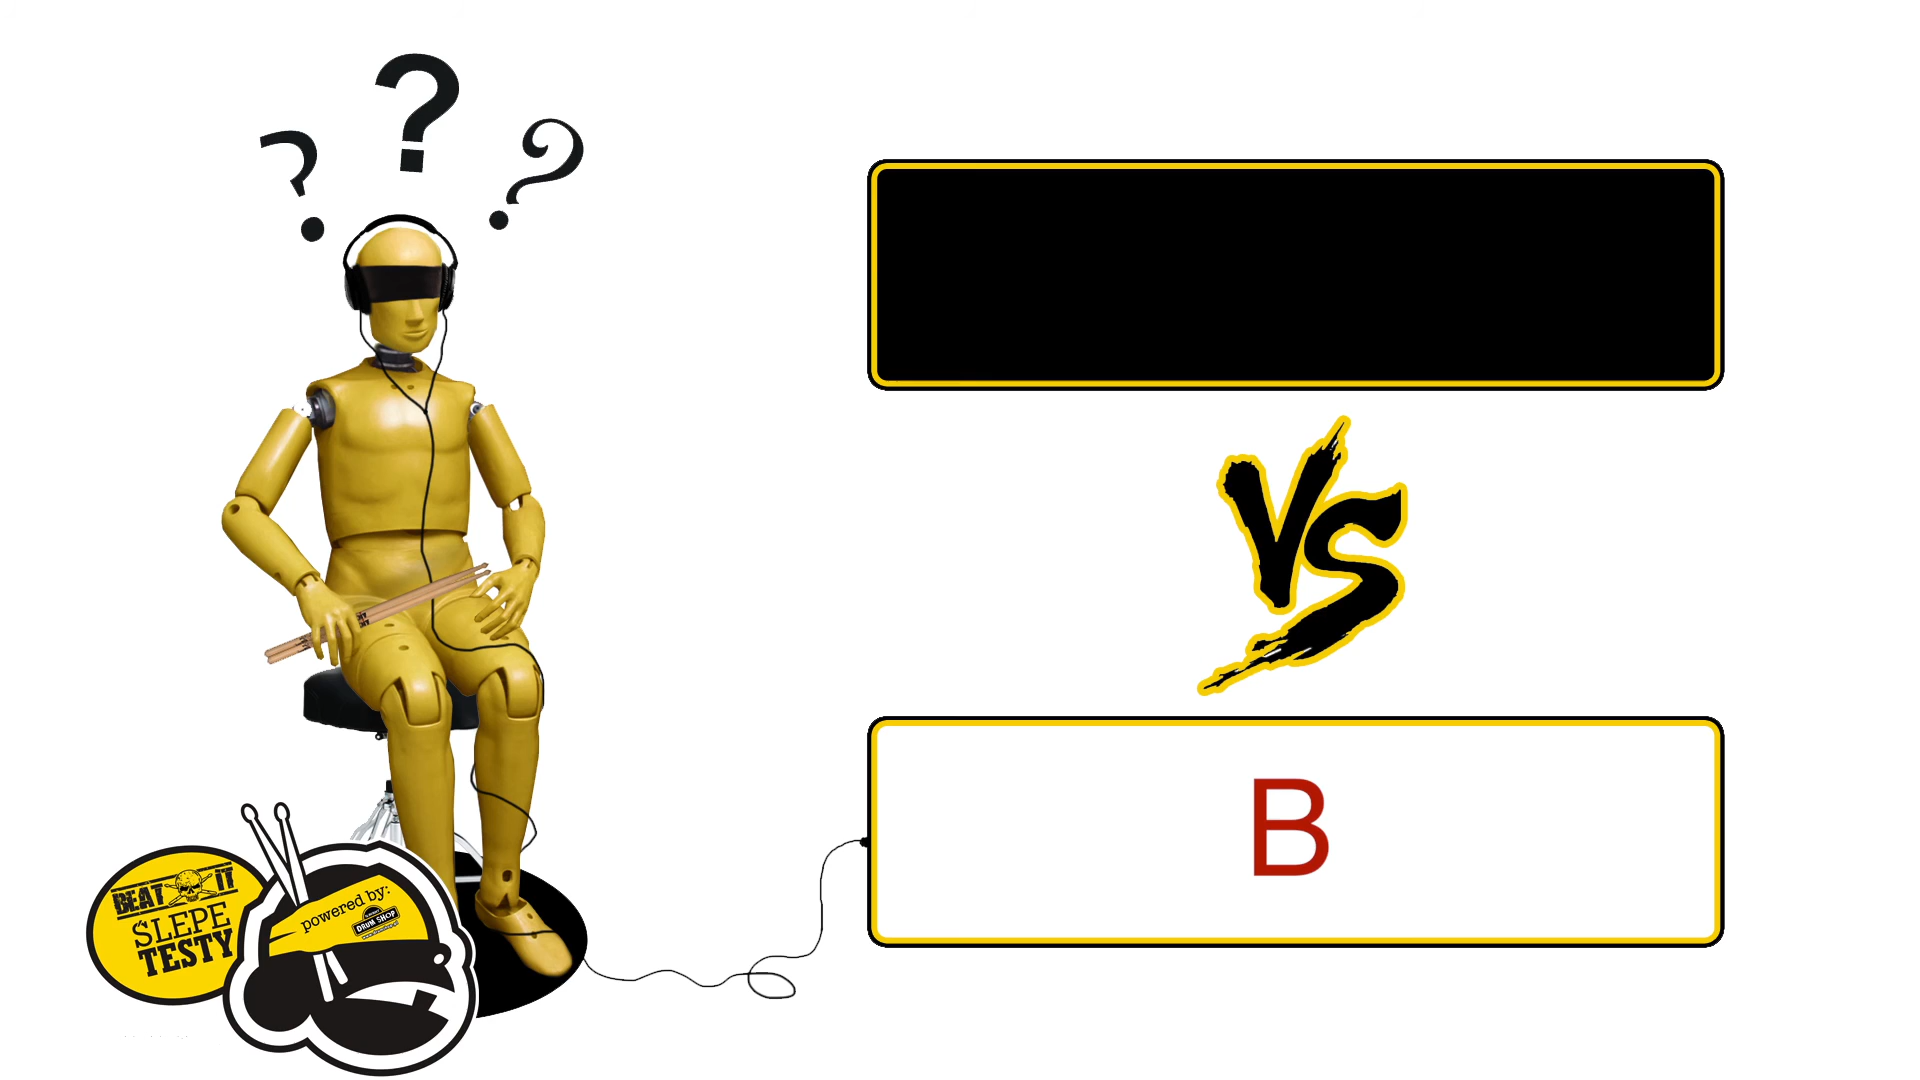 ? ? ?
VS
B
BEAT IT
SLEPE
TESTY
powered by:
DRUM SHOP